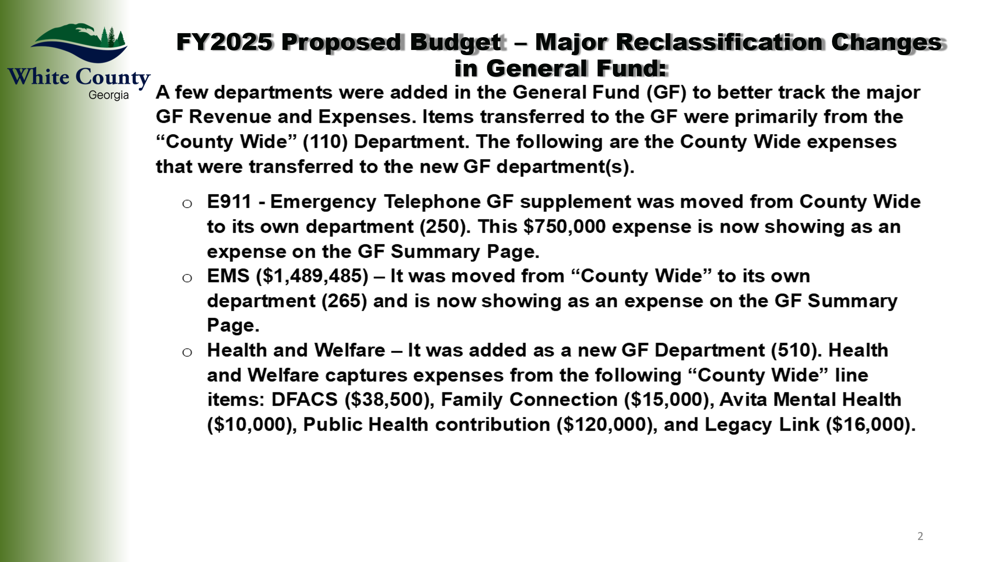 White County
Georgia
FY2025 Proposed Budget – Major Reclassification Changes
in General Fund:
A few departments were added in the General Fund (GF) to better track the major
GF Revenue and Expenses. Items transferred to the GF were primarily from the
“County Wide” (110) Department. The following are the County Wide expenses
that were transferred to the new GF department(s).
o E911 - Emergency Telephone GF supplement was moved from County Wide
to its own department (250). This $750,000 expense is now showing as an
expense on the GF Summary Page.
o EMS ($1,489,485) – It was moved from “County Wide” to its own
department (265) and is now showing as an expense on the GF Summary
Page.
o Health and Welfare – It was added as a new GF Department (510). Health
and Welfare captures expenses from the following “County Wide” line
items: DFACS ($38,500), Family Connection ($15,000), Avita Mental Health
($10,000), Public Health contribution ($120,000), and Legacy Link ($16,000).
2